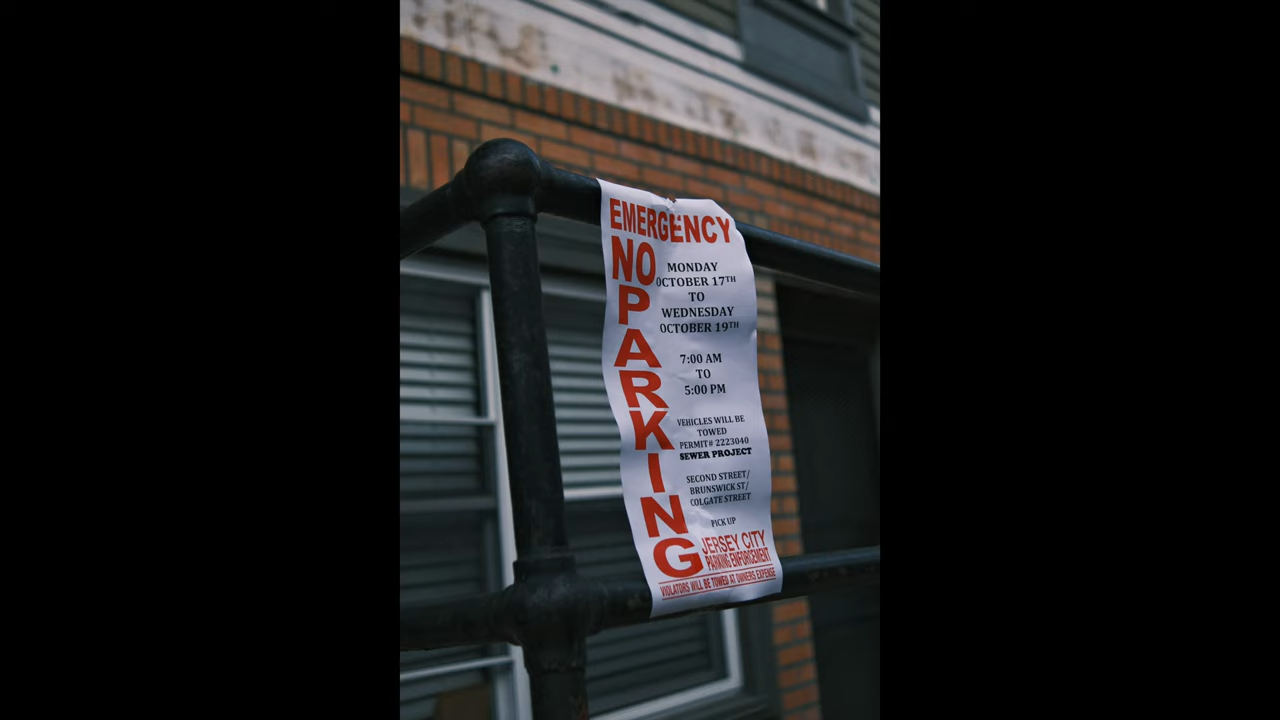 EMERGENCY
NO
PARKING
MONDAY
OCTOBER 17TH
TO
WEDNESDAY
OCTOBER 19TH
7:00 AM
TO
5:00 PM
VEHICLES WILL BE
TOWED
PERMIT# 2223040
SEWER PROJECT
SECOND STREET/
BRUNSWICK ST/
COLGATE STREET
PICK UP
JERSEY CITY
PARKING ENFORCEMENT
VIOLATORS WILL BE TOWED AT OWNERS EXPENSE